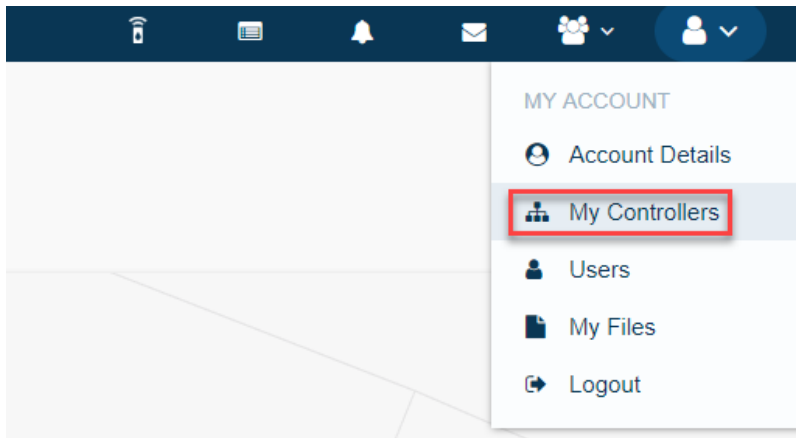 MY ACCOUNT
Account Details
My Controllers
Users
My Files
Logout